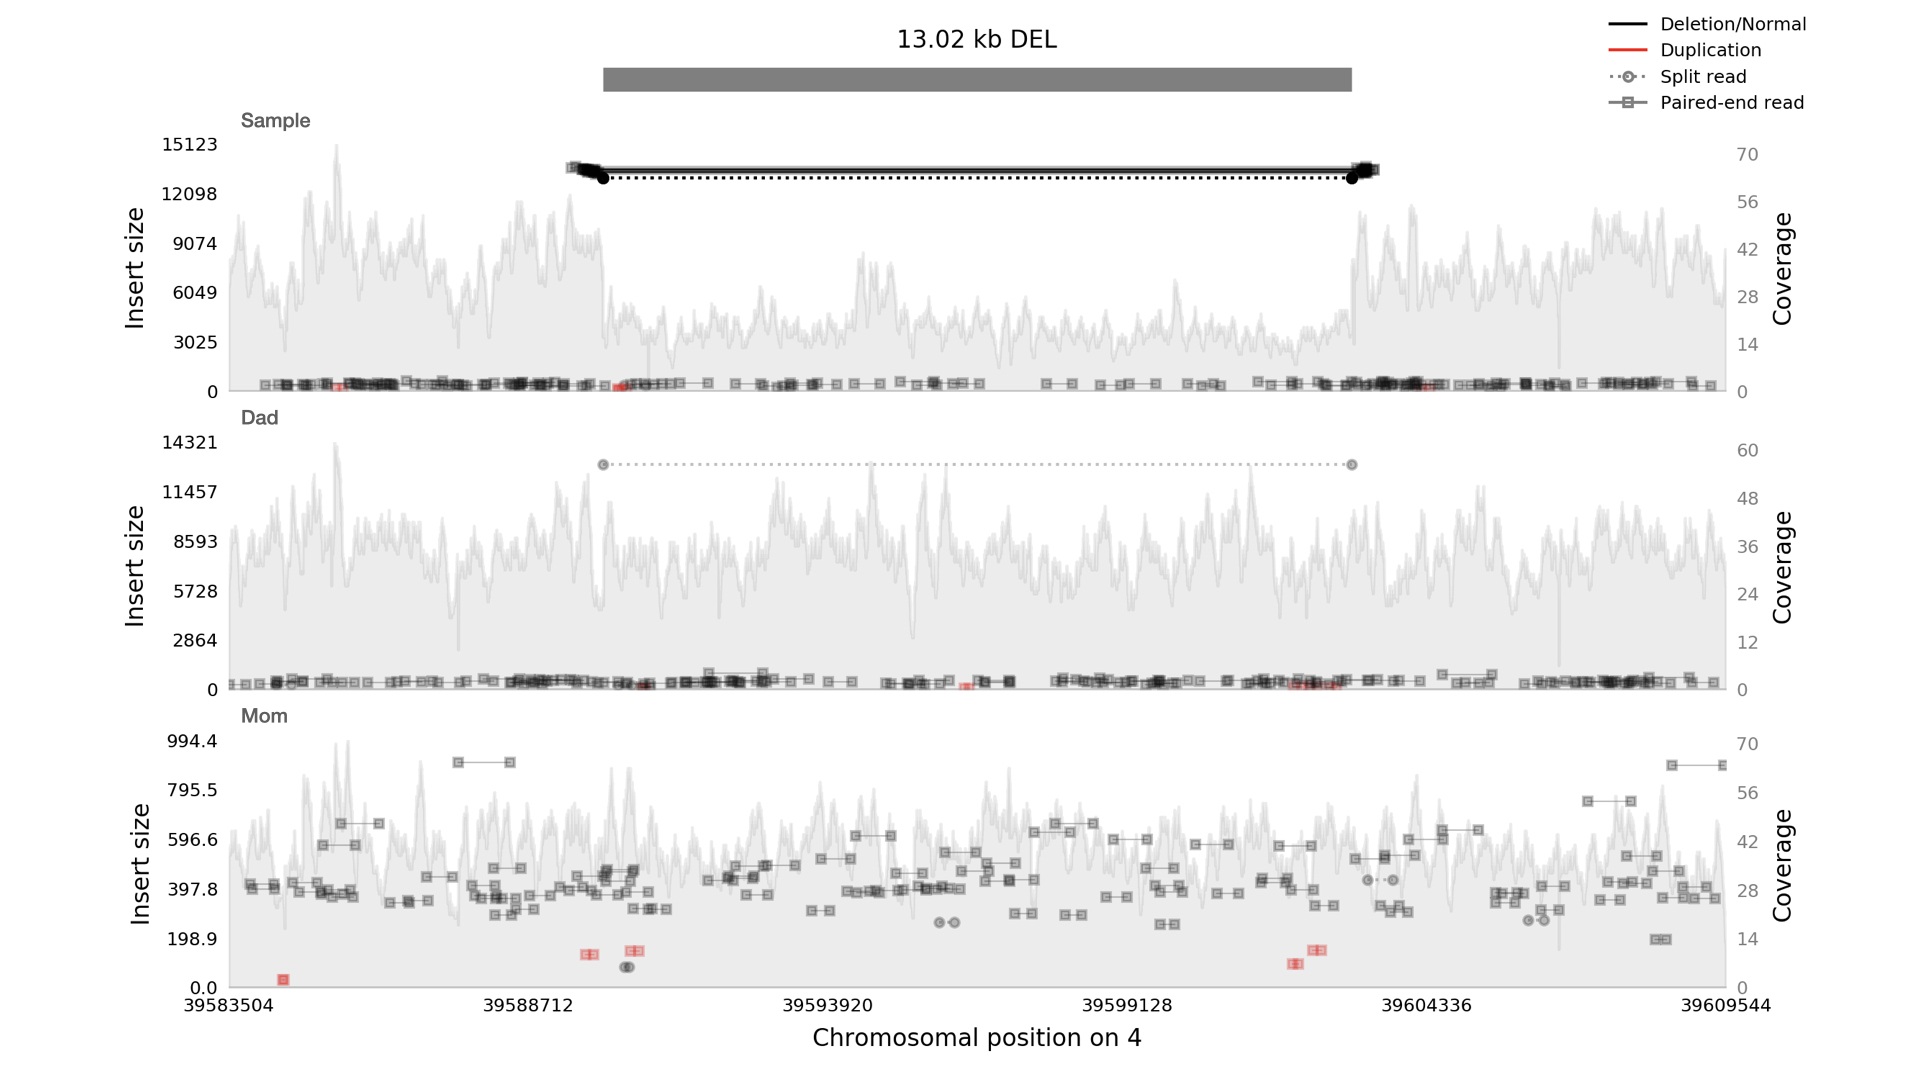 13.02 kb DEL
Deletion/Normal
Duplication
Split read
Paired-end read
Sample
15123
12098
9074
6049
3025
0
Insert size
70
56
42
28
14
0
Coverage
Dad
14321
11457
8593
5728
2864
0
Insert size
60
48
36
24
12
0
Coverage
Mom
994.4
795.5
596.6
397.8
198.9
0.0
Insert size
70
56
42
28
14
0
Coverage
39583504 39588712 39593920 39599128 39604336 39609544
Chromosomal position on 4